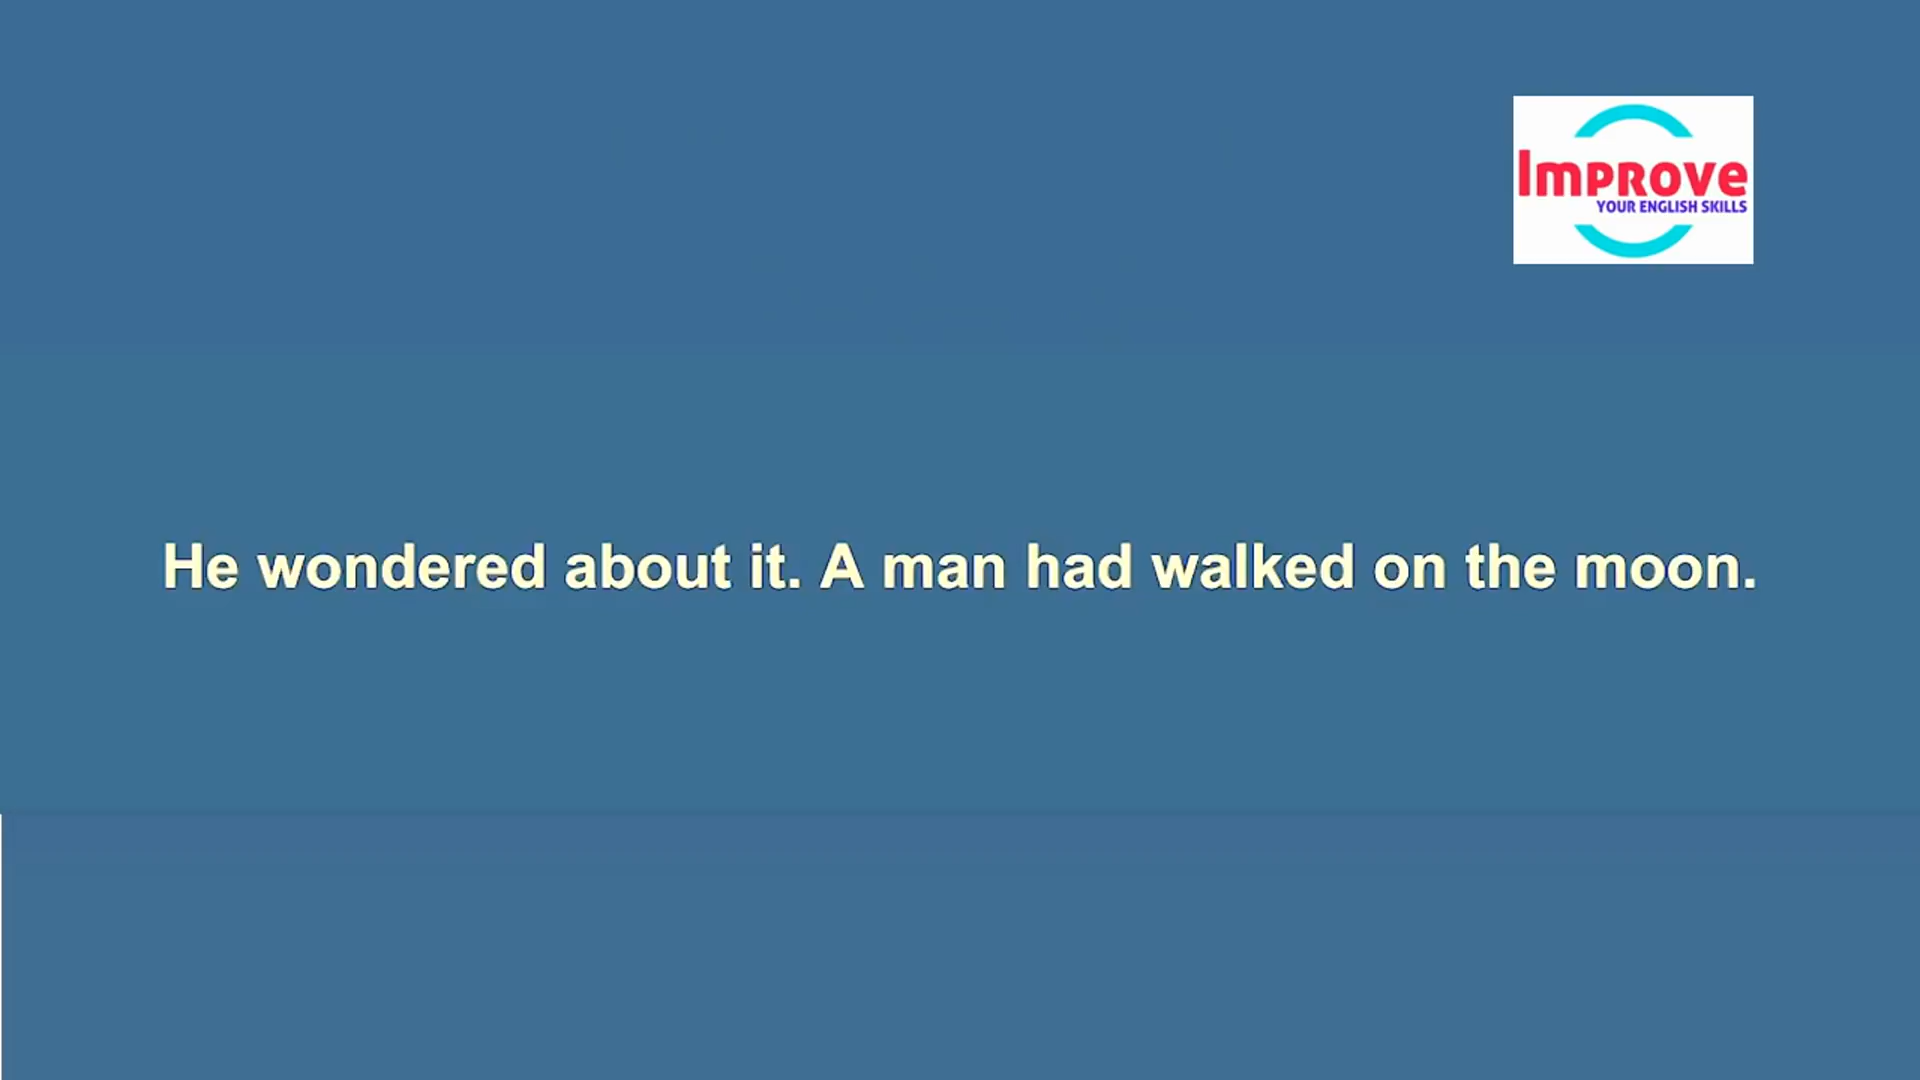 Improve
YOUR ENGLISH SKILLS
He wondered about it. A man had walked on the moon.